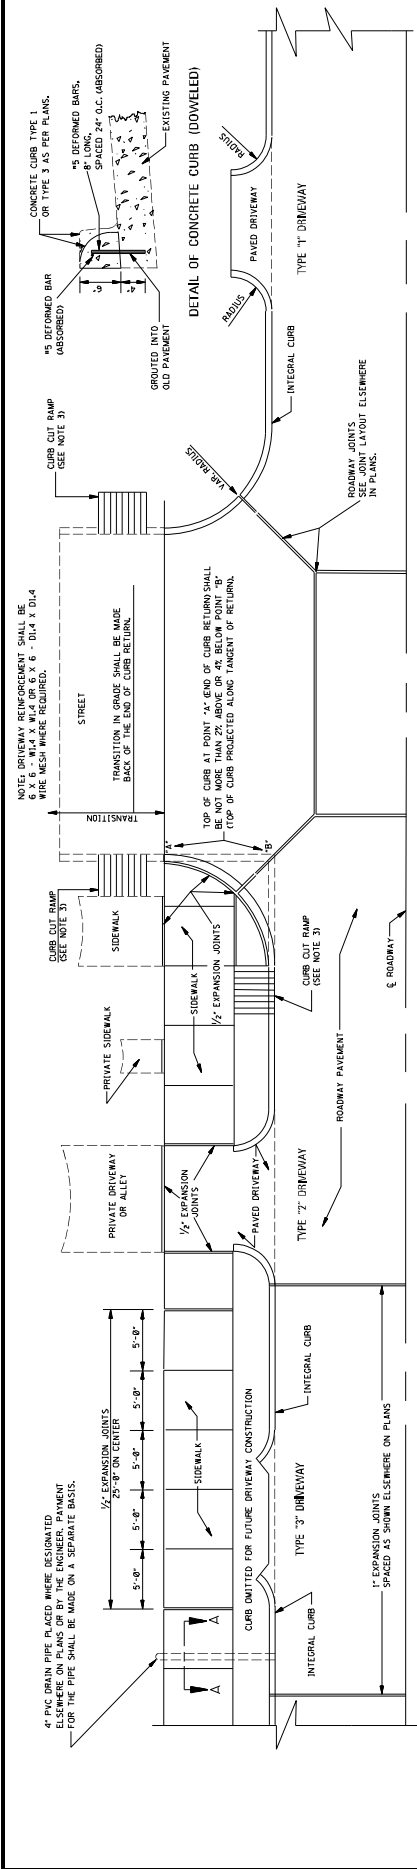 4" PVC DRAIN PIPE PLACED WHERE DESIGNATED
ELSEWHERE ON PLANS OR BY THE ENGINEER. PAYMENT
FOR THE PIPE SHALL BE MADE ON A SEPARATE BASIS.
1/2" EXPANSION JOINTS
25'-0" ON CENTER
5'-0"
5'-0"
5'-0"
5'-0"
5'-0"
A
A
SIDEWALK
CURB OMITTED FOR FUTURE DRIVEWAY CONSTRUCTION
INTEGRAL CURB
TYPE "3" DRIVEWAY
INTEGRAL CURB
1" EXPANSION JOINTS
SPACED AS SHOWN ELSEWHERE ON PLANS
PRIVATE DRIVEWAY
OR ALLEY
1/2" EXPANSION
JOINTS
PAVED DRIVEWAY
TYPE "2" DRIVEWAY
PRIVATE SIDEWALK
SIDEWALK
SIDEWALK
1/2" EXPANSION JOINTS
CURB CUT RAMP
(SEE NOTE 3)
CURB CUT RAMP
(SEE NOTE 3)
ROADWAY PAVEMENT
℄ ROADWAY
NOTE: DRIVEWAY REINFORCEMENT SHALL BE
6 X 6 - W1.4 X W1.4 OR 6 X 6 - D1.4 X D1.4
WIRE MESH WHERE REQUIRED.
TRANSITION
STREET
TRANSITION IN GRADE SHALL BE MADE
BACK OF THE END OF CURB RETURN.
"A"
"B"
TOP OF CURB AT POINT "A" (END OF CURB RETURN) SHALL
BE NOT MORE THAN 2% ABOVE OR 4% BELOW POINT "B"
(TOP OF CURB PROJECTED ALONG TANGENT OF RETURN).
CURB CUT RAMP
(SEE NOTE 3)
VAR. RADIUS
INTEGRAL CURB
ROADWAY JOINTS
SEE JOINT LAYOUT ELSEWHERE
IN PLANS.
RADIUS
PAVED DRIVEWAY
RADIUS
TYPE "1" DRIVEWAY
CONCRETE CURB TYPE 1
OR TYPE 3 AS PER PLANS.
#5 DEFORMED BAR
(ABSORBED)
#5 DEFORMED BARS,
8" LONG,
SPACED 24" O.C. (ABSORBED)
6"
4"
GROUTED INTO
OLD PAVEMENT
EXISTING PAVEMENT
DETAIL OF CONCRETE CURB (DOWELED)